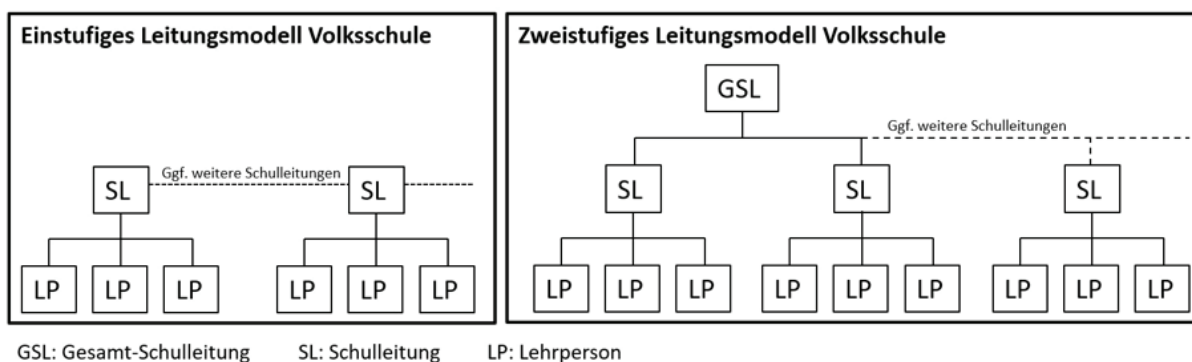 Einstufiges Leitungsmodell Volksschule
Ggf. weitere Schulleitungen
SL SL
LP LP LP LP LP LP
Zweistufiges Leitungsmodell Volksschule
GSL
Ggf. weitere Schulleitungen
SL SL SL
LP LP LP LP LP LP LP LP LP
GSL: Gesamt-Schulleitung SL: Schulleitung LP: Lehrperson